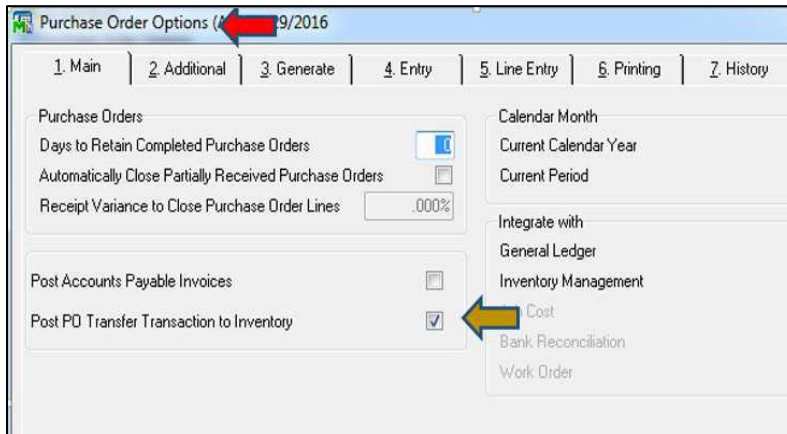 Purchase Order Options (A 29/2016
1. Main 2. Additional 3. Generate 4. Entry 5. Line Entry 6. Printing 7. History
Purchase Orders
Days to Retain Completed Purchase Orders 0
Automatically Close Partially Received Purchase Orders
Receipt Variance to Close Purchase Order Lines .000%
Post Accounts Payable Invoices
Post PO Transfer Transaction to Inventory
Calendar Month
Current Calendar Year
Current Period
Integrate with
General Ledger
Inventory Management
Cost
Bank Reconciliation
Work Order